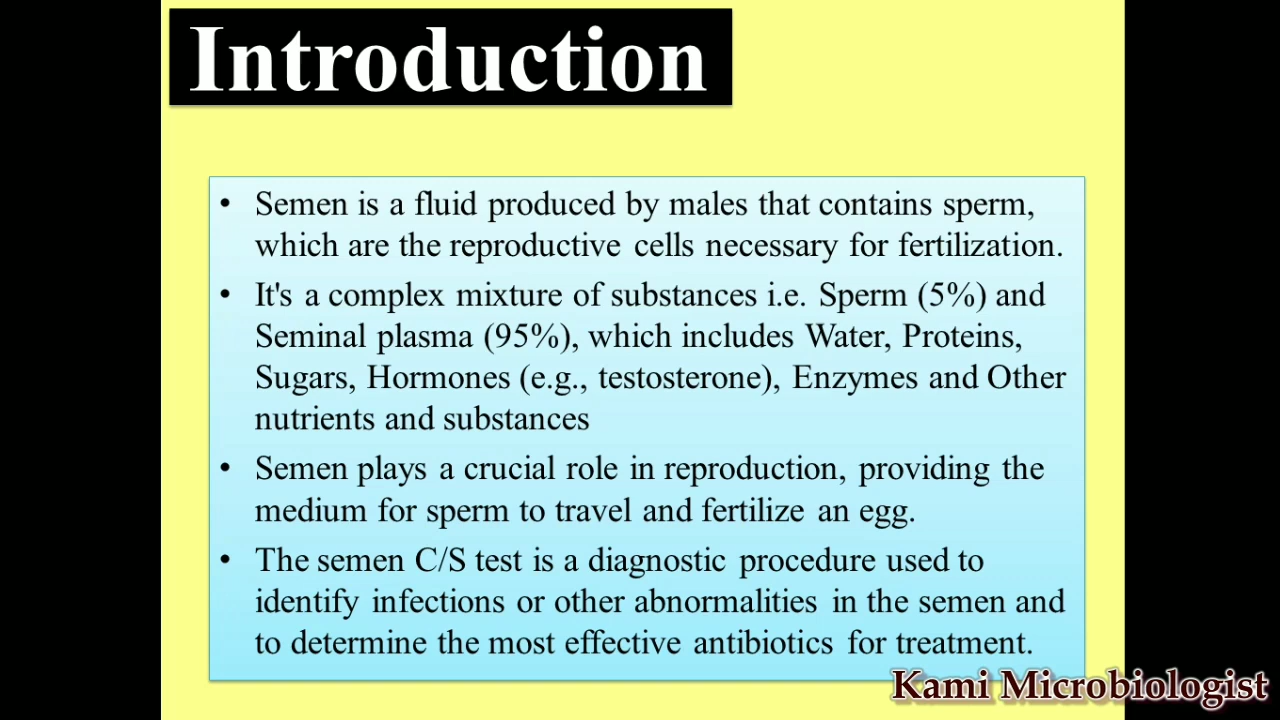 Introduction
• Semen is a fluid produced by males that contains sperm,
which are the reproductive cells necessary for fertilization.
• It's a complex mixture of substances i.e. Sperm (5%) and
Seminal plasma (95%), which includes Water, Proteins,
Sugars, Hormones (e.g., testosterone), Enzymes and Other
nutrients and substances
• Semen plays a crucial role in reproduction, providing the
medium for sperm to travel and fertilize an egg.
• The semen C/S test is a diagnostic procedure used to
identify infections or other abnormalities in the semen and
to determine the most effective antibiotics for treatment.
Kami Microbiologist